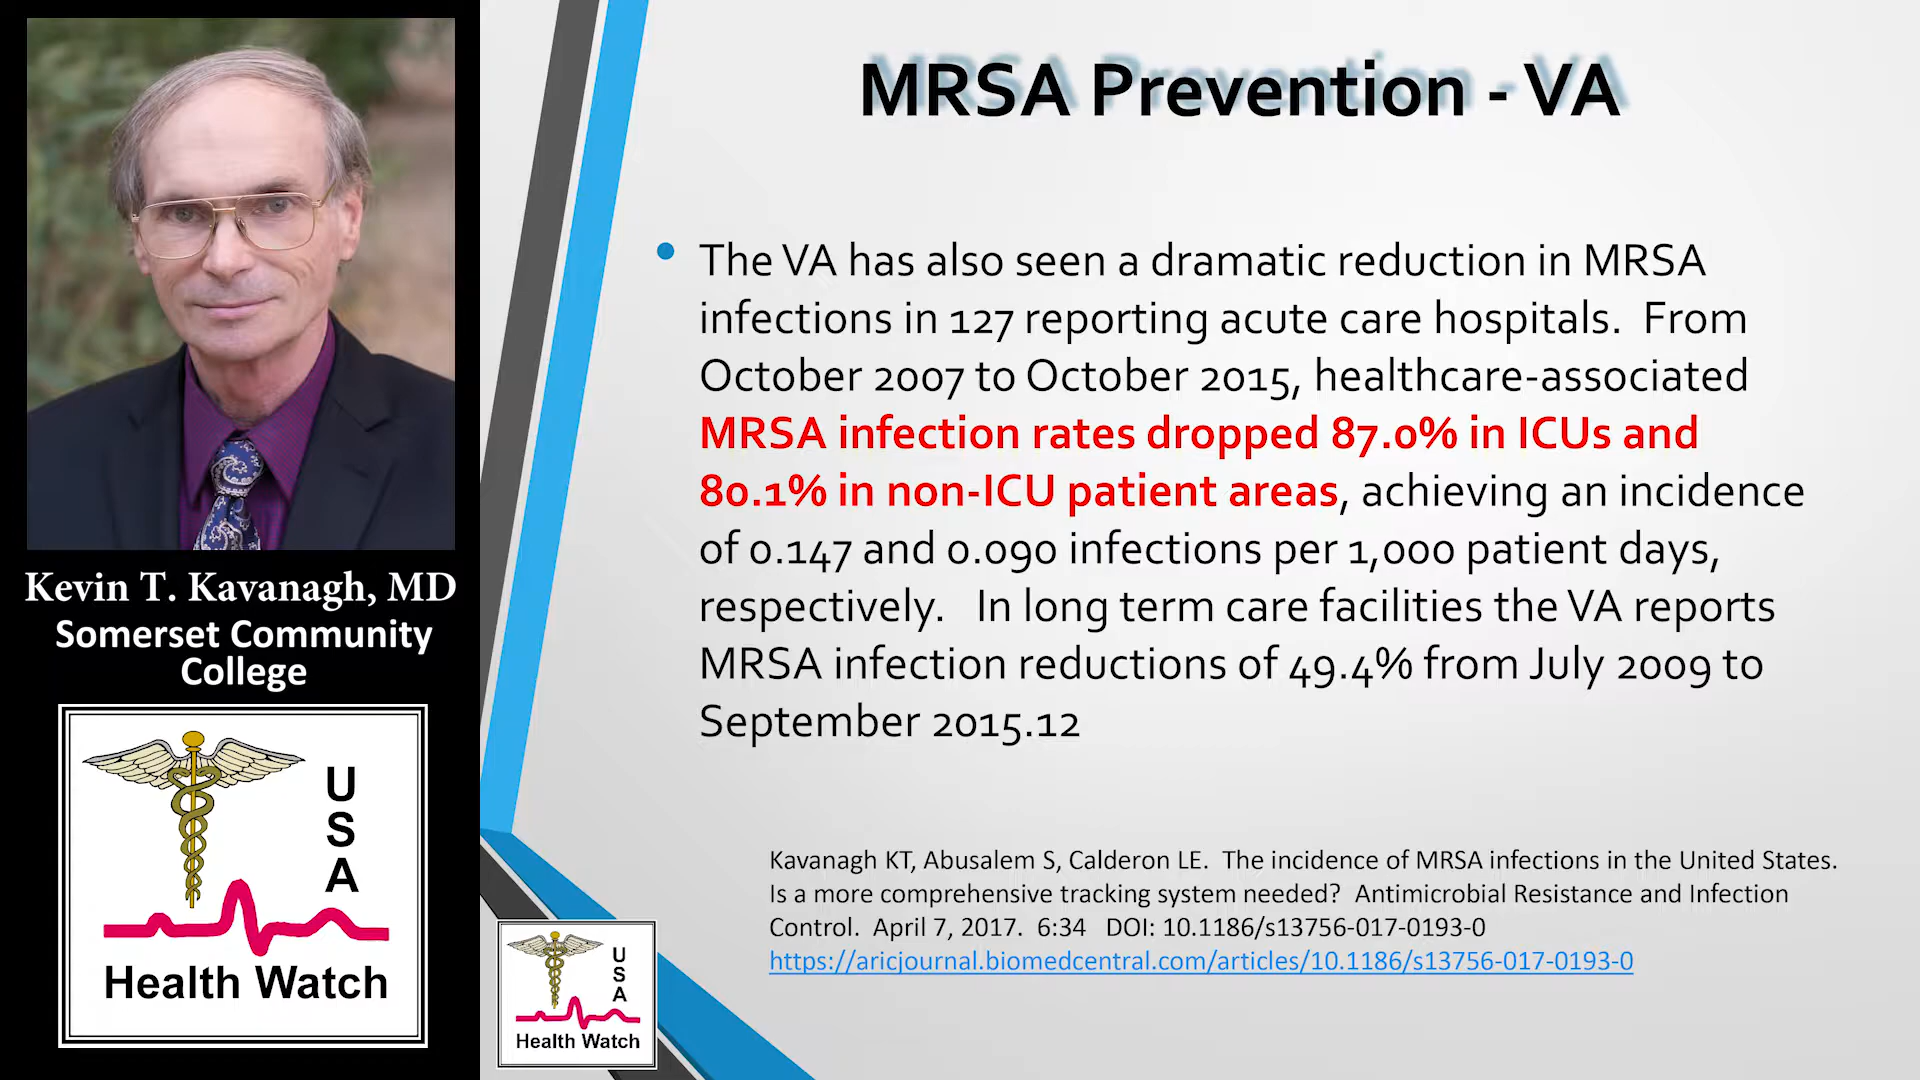 Kevin T. Kavanagh, MD
Somerset Community
College
U
S
A
Health Watch
MRSA Prevention - VA
• The VA has also seen a dramatic reduction in MRSA
infections in 127 reporting acute care hospitals.  From
October 2007 to October 2015, healthcare-associated
MRSA infection rates dropped 87.0% in ICUs and
80.1% in non-ICU patient areas, achieving an incidence
of 0.147 and 0.090 infections per 1,000 patient days,
respectively.   In long term care facilities the VA reports
MRSA infection reductions of 49.4% from July 2009 to
September 2015.12
Kavanagh KT, Abusalem S, Calderon LE.  The incidence of MRSA infections in the United States.
Is a more comprehensive tracking system needed?  Antimicrobial Resistance and Infection
Control.  April 7, 2017.  6:34   DOI: 10.1186/s13756-017-0193-0
https://aricjournal.biomedcentral.com/articles/10.1186/s13756-017-0193-0
U
S
A
Health Watch